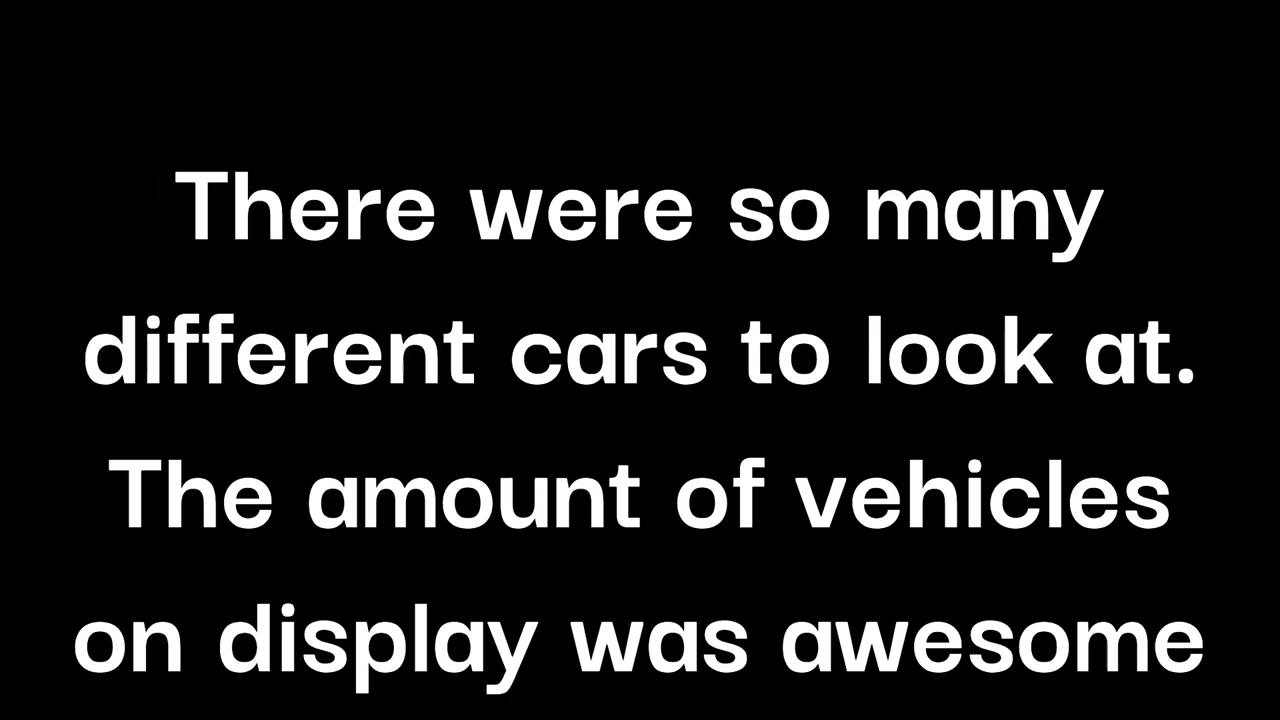 There were so many
different cars to look at.
The amount of vehicles
on display was awesome